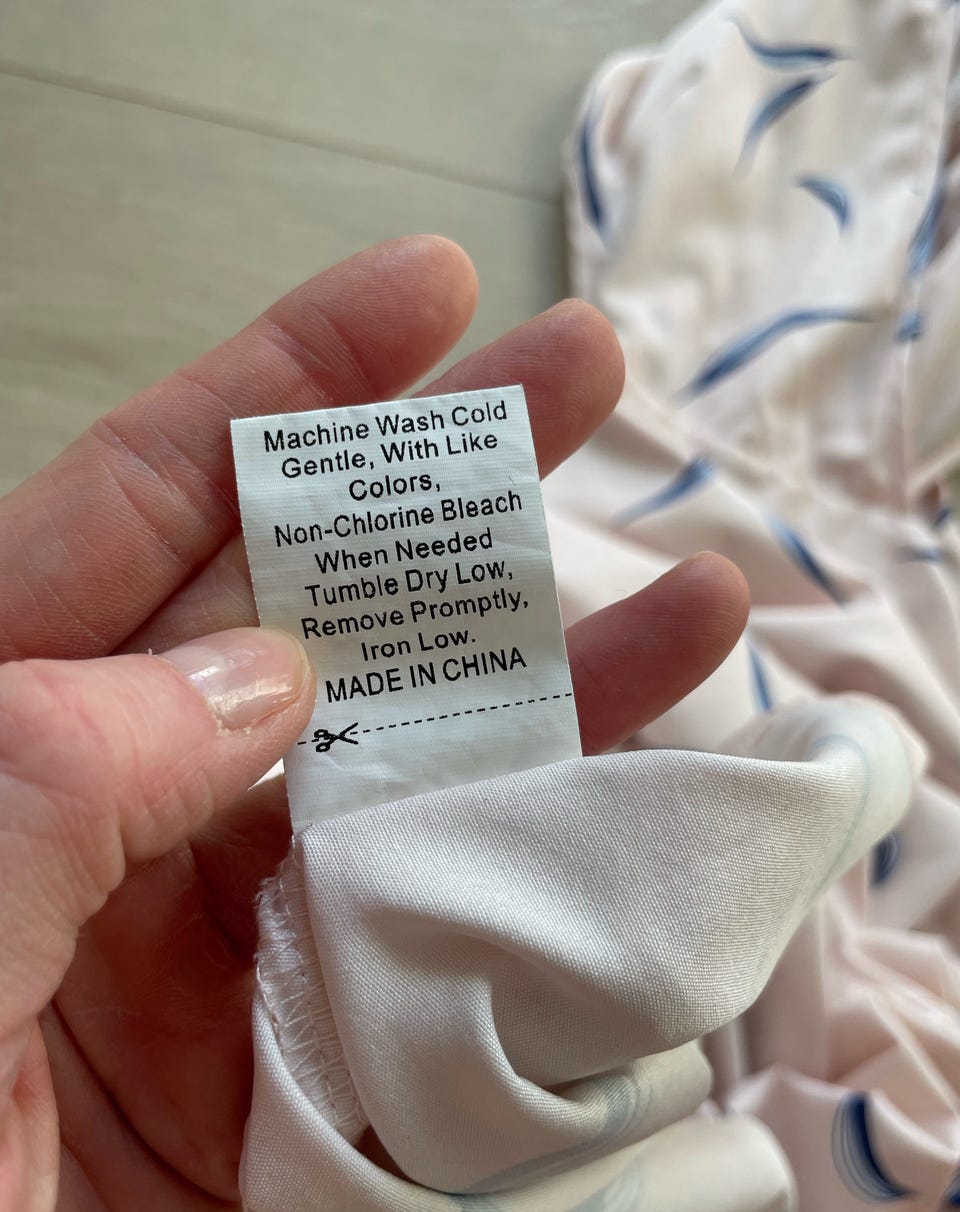 Machine Wash Cold
Gentle, With Like
Colors,
Non-Chlorine Bleach
When Needed
Tumble Dry Low,
Remove Promptly,
Iron Low.
MADE IN CHINA